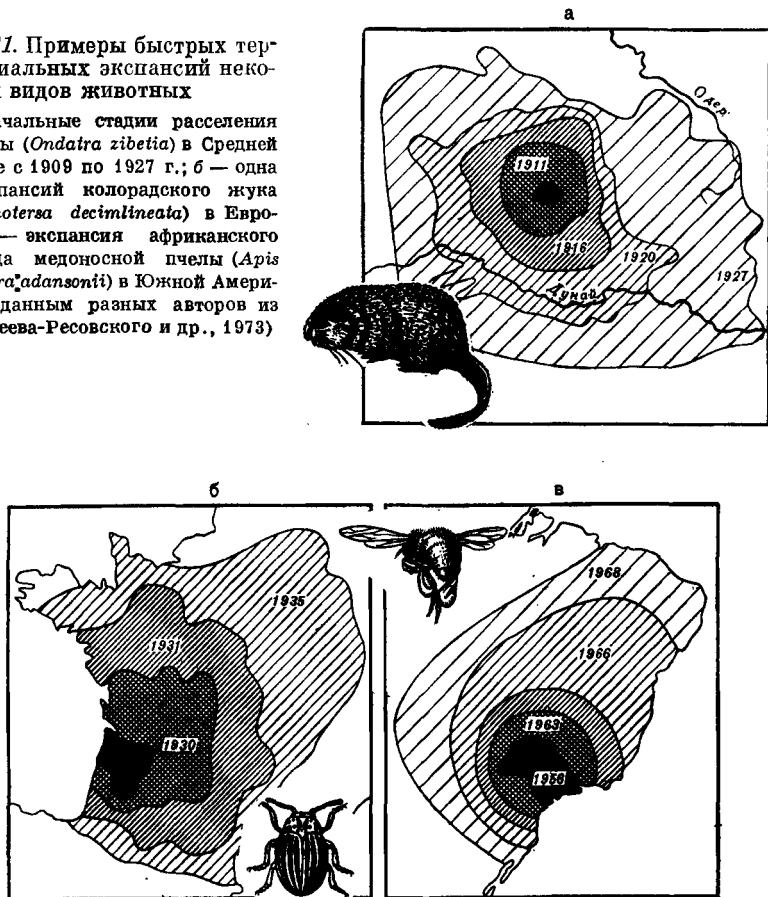 1. Примеры быстрых тер-
иальных экспансий неко-
видов животных
чальные стадии расселения
ы (Ondatra zibetia) в Средней
е с 1909 по 1927 г.; б — одна
пансий колорадского жука
otersa decimlineata) в Евро-
— экспансия африканского
да медоносной пчелы (Apis
ra adansonii) в Южной Амери-
данным разных авторов из
еева-Ресовского и др., 1973)
а
Одер
1911
1916
1920
1927
Дунай
б
1935
1931
1930
в
1968
1966
1963
1956